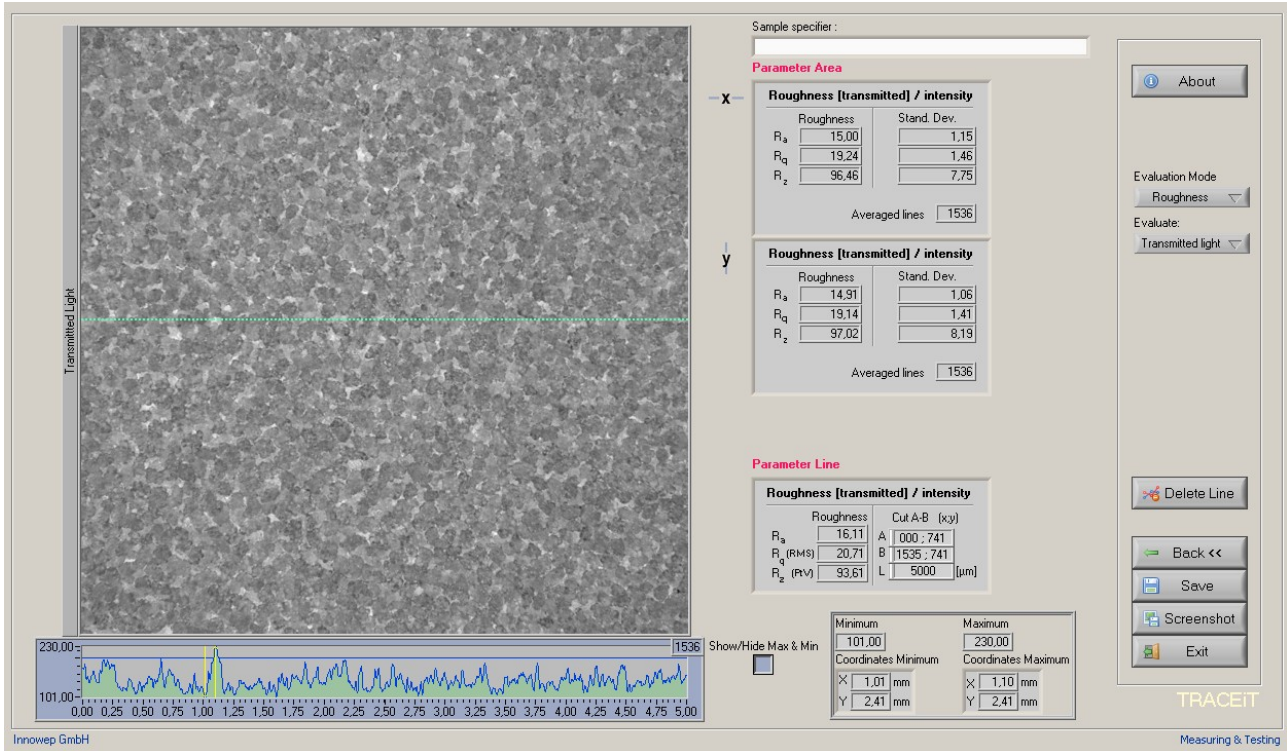 Sample specifier :
Parameter Area
x
Roughness [transmitted] / intensity
Roughness Stand. Dev.
Ra 15,00 1,15
Rq 19,24 1,46
Rz 96,46 7,75
Averaged lines 1536
y
Roughness [transmitted] / intensity
Roughness Stand. Dev.
Ra 14,91 1,06
Rq 19,14 1,41
Rz 97,02 8,19
Averaged lines 1536
Transmitted Light
Parameter Line
Roughness [transmitted] / intensity
Roughness Cut A-B (x;y)
Ra 16,11 A 000 ; 741
Rq (RMS) 20,71 B 1535 ; 741
Rz (PtV) 93,61 L 5000 [µm]
230,00
1536
101,00
0,00 0,25 0,50 0,75 1,00 1,25 1,50 1,75 2,00 2,25 2,50 2,75 3,00 3,25 3,50 3,75 4,00 4,25 4,50 4,75 5,00
Show/Hide Max & Min
Minimum Maximum
101,00 230,00
Coordinates Minimum Coordinates Maximum
X 1,01 mm X 1,10 mm
Y 2,41 mm Y 2,41 mm
About
Evaluation Mode
Roughness
Evaluate:
Transmitted light
Delete Line
Back <<
Save
Screenshot
Exit
TRACEiT
Innowep GmbH
Measuring & Testing